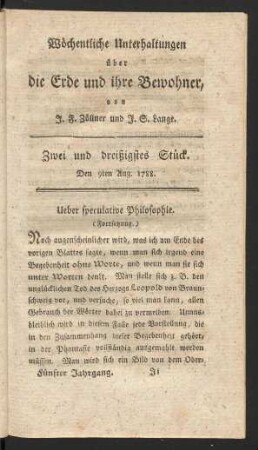 Wöchentliche Unterhaltungen
über
die Erde und ihre Bewohner,
von
J. F. Zöllner und J. S. Lange.
Zwei und dreißigstes Stück.
Den 9ten Aug. 1788.
Ueber speculative Philosophie.
(Fortsetzung.)
Noch augenscheinlicher wird, was ich am Ende des
vorigen Blattes sagte, wenn man sich irgend eine
Begebenheit ohne Worte, und wenn man sie sich
unter Worten denkt. Man stelle sich z. B. den
unglücklichen Tod des Herzogs Leopold von Braun-
schweig vor, und versuche, so viel man kann, allen
Gebrauch der Wörter dabei zu vermeiden. Unaus-
bleiblich wird in diesem Falle jede Vorstellung, die
in den Zusammenhang dieser Begebenheit gehört,
in der Phantasie vollständig ausgemahlt werden
müssen. Man wird sich ein Bild von dem Oder-
Fünfter Jahrgang. Ji